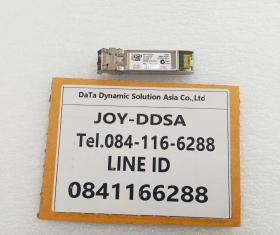 DaTa Dynamic Solution Asia Co.,Ltd
JOY-DDSA
Tel.084-116-6288
LINE ID
0841166288